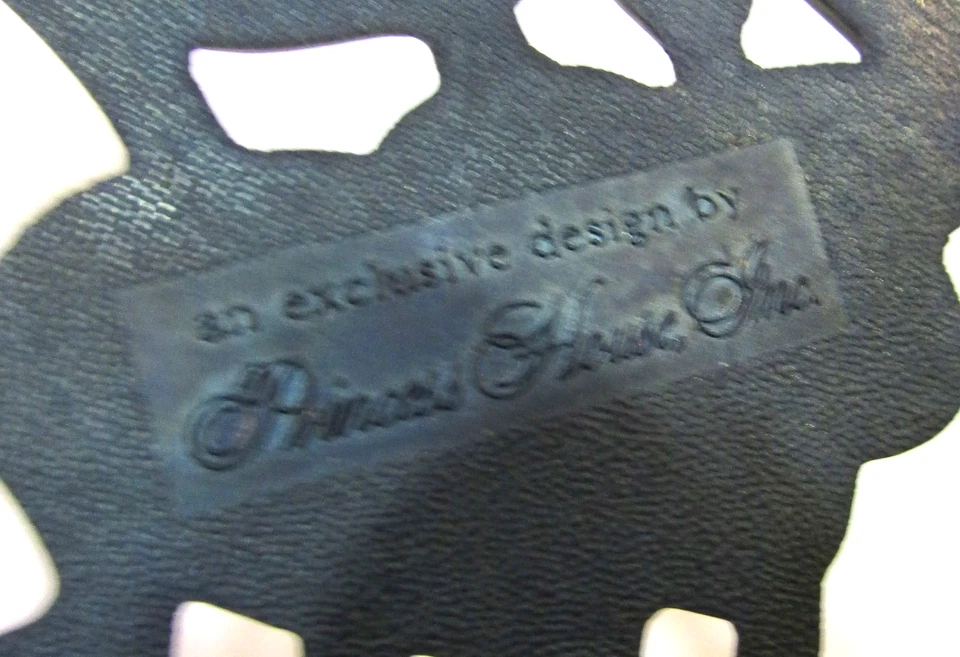 an exclusive design by
Princess House, Inc.